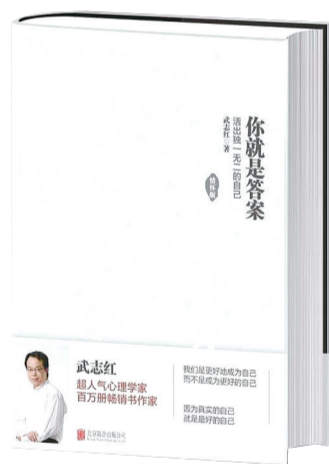 你就是答案
活出独一无二的自己
武志红 著
武志红
超人气心理学家
百万册畅销书作家
我们是更好地成为自己
而不是成为更好的自己
因为真实的自己
就是最好的自己
北京联合出版公司